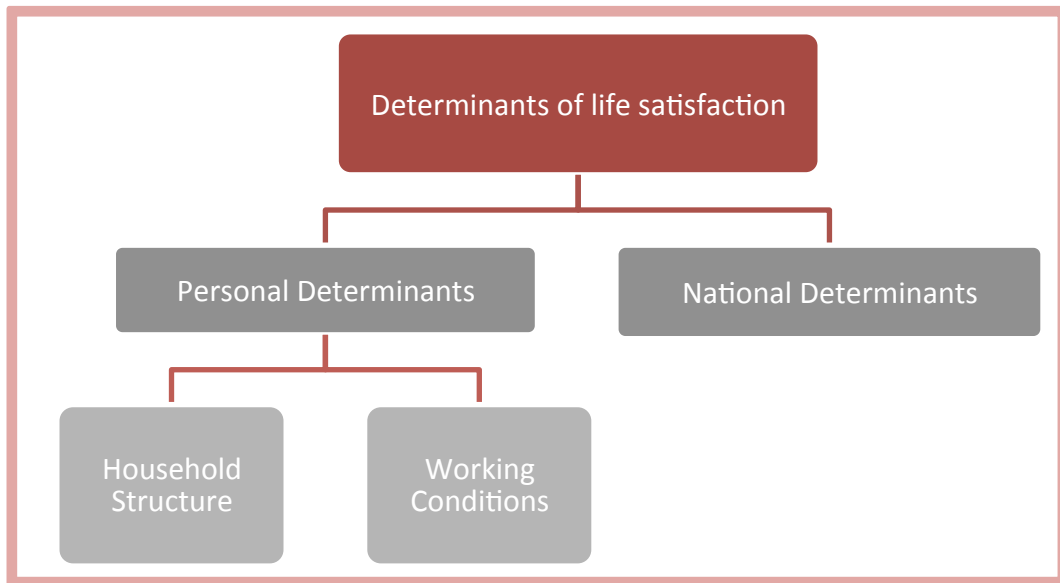 Determinants of life satisfaction
Personal Determinants
National Determinants
Household
Structure
Working
Conditions